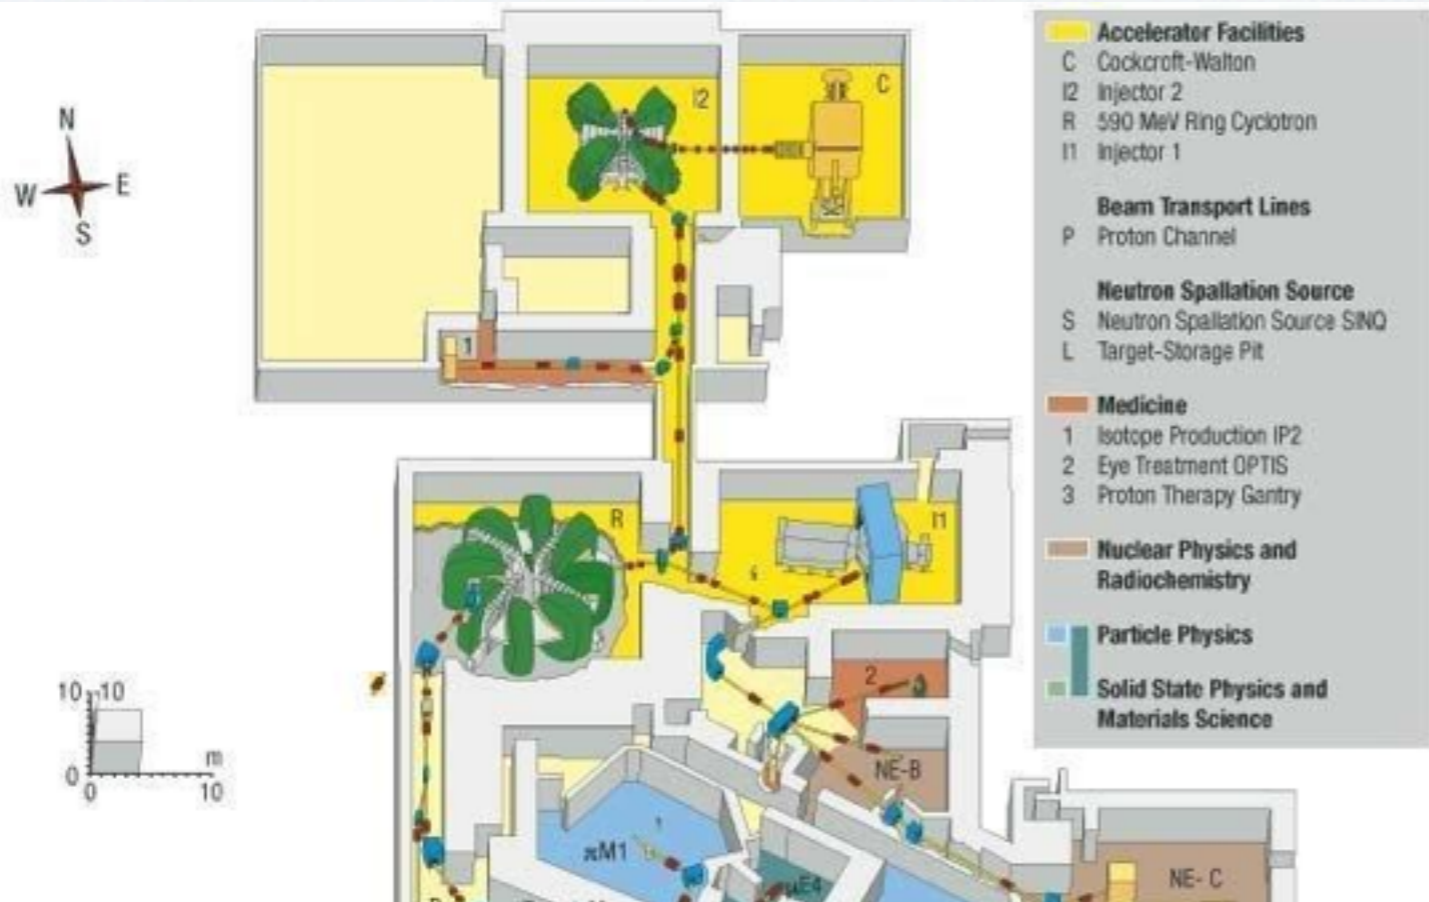 I2
C
N
W E
S
1
R
I1
2
10 10
m
0
0 10
NE-B
πM1
μE4
NE- C
Accelerator Facilities
C Cockcroft-Walton
I2 Injector 2
R 590 MeV Ring Cyclotron
I1 Injector 1
Beam Transport Lines
P Proton Channel
Neutron Spallation Source
S Neutron Spallation Source SINQ
L Target-Storage Pit
Medicine
1 Isotope Production IP2
2 Eye Treatment OPTIS
3 Proton Therapy Gantry
Nuclear Physics and
Radiochemistry
Particle Physics
Solid State Physics and
Materials Science